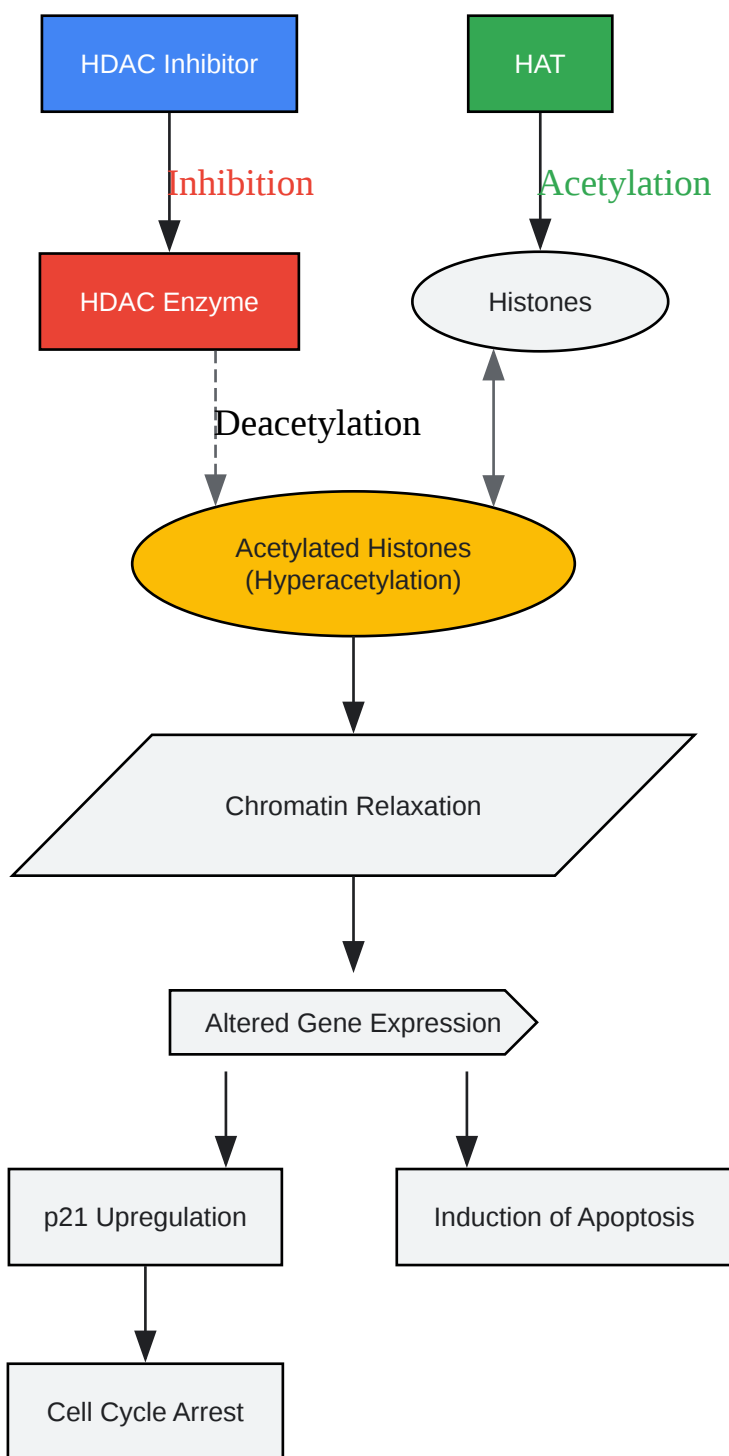 HDAC Inhibitor
HAT
Inhibition
Acetylation
HDAC Enzyme
Histones
Deacetylation
Acetylated Histones
(Hyperacetylation)
Chromatin Relaxation
Altered Gene Expression
p21 Upregulation
Induction of Apoptosis
Cell Cycle Arrest